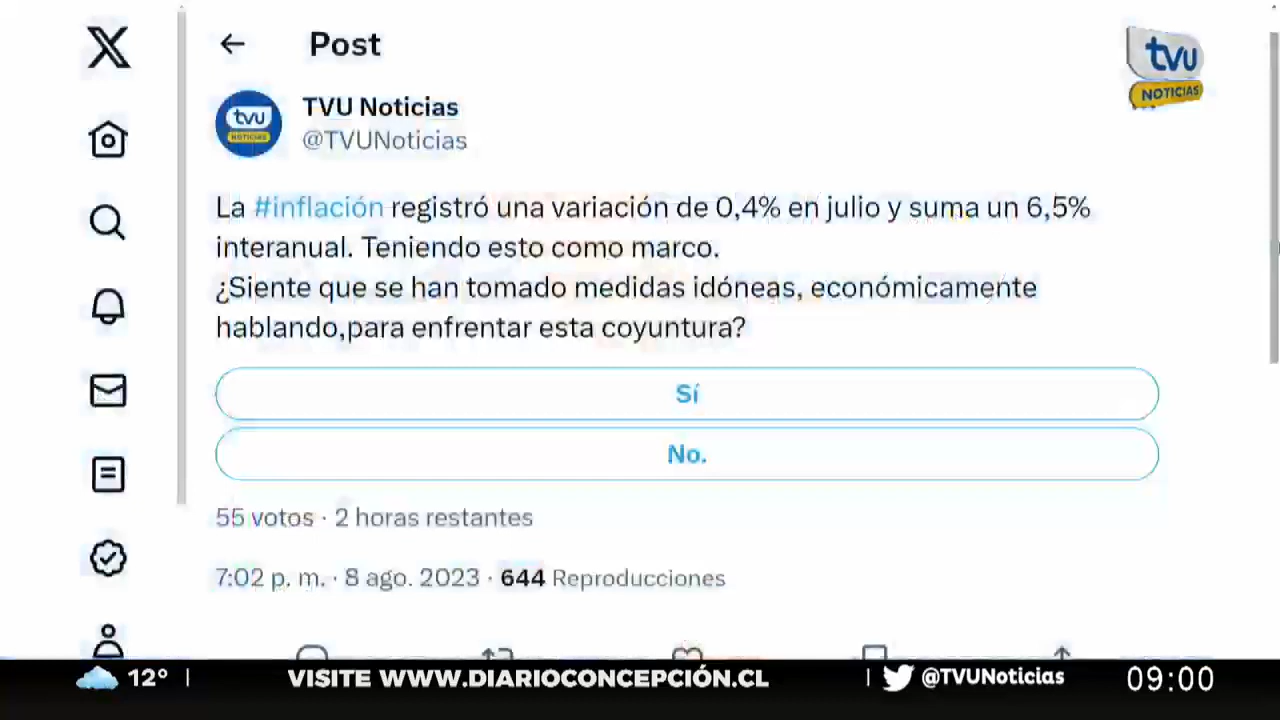 Post
tvu
NOTICIAS
tvu
NOTICIAS
TVU Noticias
@TVUNoticias
La #inflación registró una variación de 0,4% en julio y suma un 6,5%
interanual. Teniendo esto como marco.
¿Siente que se han tomado medidas idóneas, económicamente
hablando,para enfrentar esta coyuntura?
Sí
No.
55 votos · 2 horas restantes
7:02 p. m. · 8 ago. 2023 · 644 Reproducciones
12° | VISITE WWW.DIARIOCONCEPCIÓN.CL | @TVUNoticias 09:00